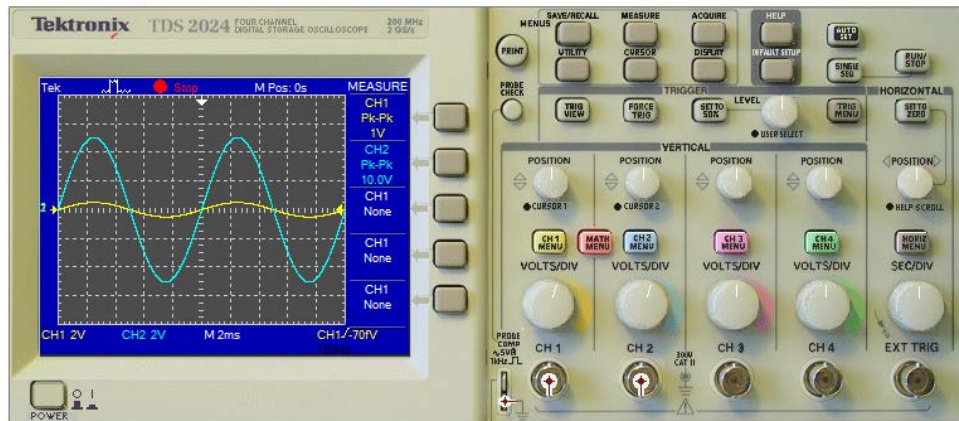 Tektronix TDS 2024 FOUR CHANNEL DIGITAL STORAGE OSCILLOSCOPE 200 MHz 2 GS/s
Tek Stop M Pos: 0s MEASURE
CH1
Pk-Pk
1V
CH2
Pk-Pk
10.0V
CH1
None
CH1
None
CH1
None
CH1 2V CH2 2V M 2ms CH1 -70fV
POWER
O I
MENUS
SAVE/RECALL MEASURE ACQUIRE
UTILITY CURSOR DISPLAY
HELP
DEFAULT SETUP
AUTO SET
SINGLE SEQ
RUN/STOP
PRINT
PROBE CHECK
TRIGGER
TRIG VIEW
FORCE TRIG
SET TO 50%
LEVEL
USER SELECT
TRIG MENU
HORIZONTAL
SET TO ZERO
VERTICAL
POSITION POSITION POSITION POSITION POSITION
CURSOR 1 CURSOR 2 HELP SCROLL
CH 1 MENU MATH MENU CH 2 MENU CH 3 MENU CH 4 MENU HORIZ MENU
VOLTS/DIV VOLTS/DIV VOLTS/DIV VOLTS/DIV SEC/DIV
PROBE COMP
~5V
1kHz
CH 1 CH 2 CH 3 CH 4 EXT TRIG
300V
CAT II